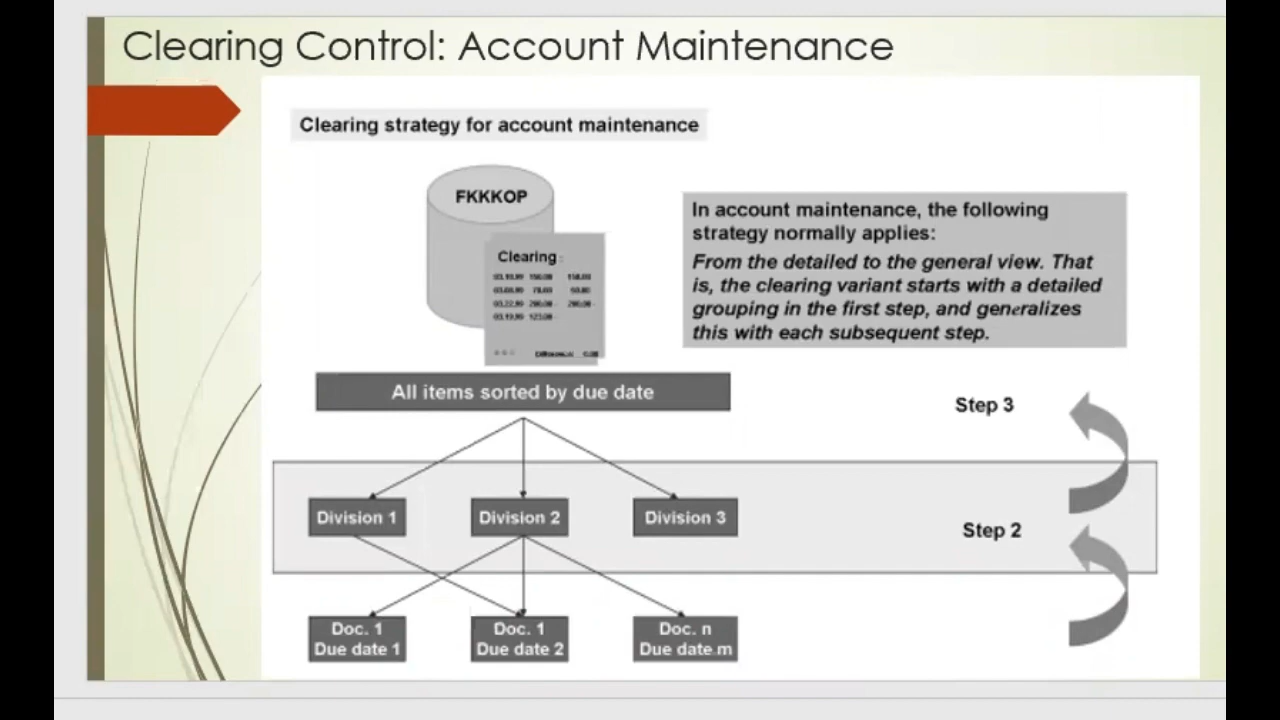 Clearing Control: Account Maintenance
Clearing strategy for account maintenance
FKKKOP
Clearing :
In account maintenance, the following
strategy normally applies:
From the detailed to the general view. That
is, the clearing variant starts with a detailed
grouping in the first step, and generalizes
this with each subsequent step.
All items sorted by due date
Step 3
Division 1
Division 2
Division 3
Step 2
Doc. 1
Due date 1
Doc. 1
Due date 2
Doc. n
Due date m